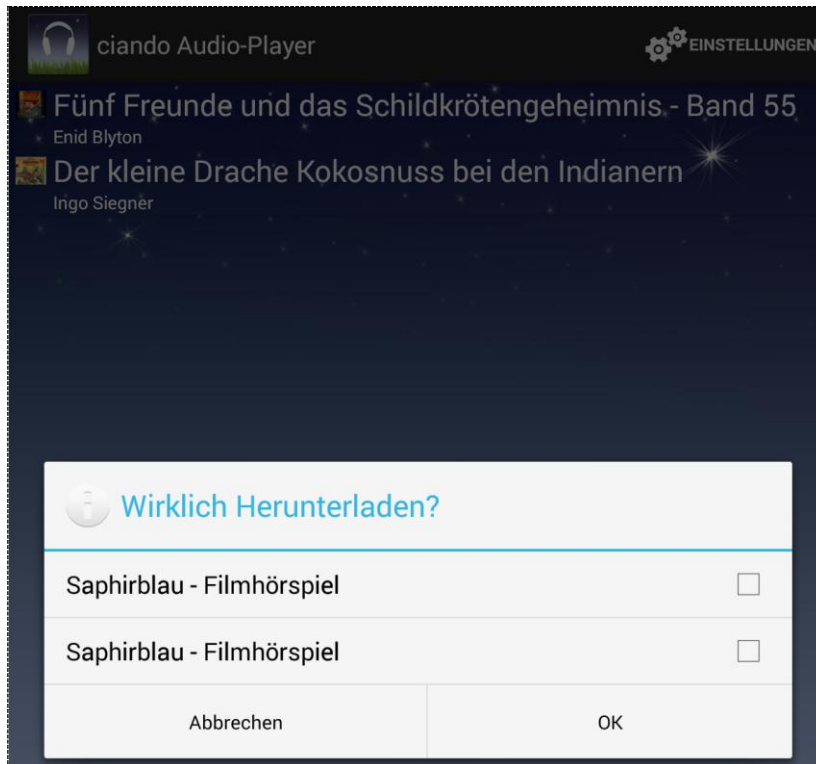 ciando Audio-Player
EINSTELLUNGEN
Fünf Freunde und das Schildkrötengeheimnis - Band 55
Enid Blyton
Der kleine Drache Kokosnuss bei den Indianern
Ingo Siegner
Wirklich Herunterladen?
Saphirblau - Filmhörspiel
Saphirblau - Filmhörspiel
Abbrechen
OK